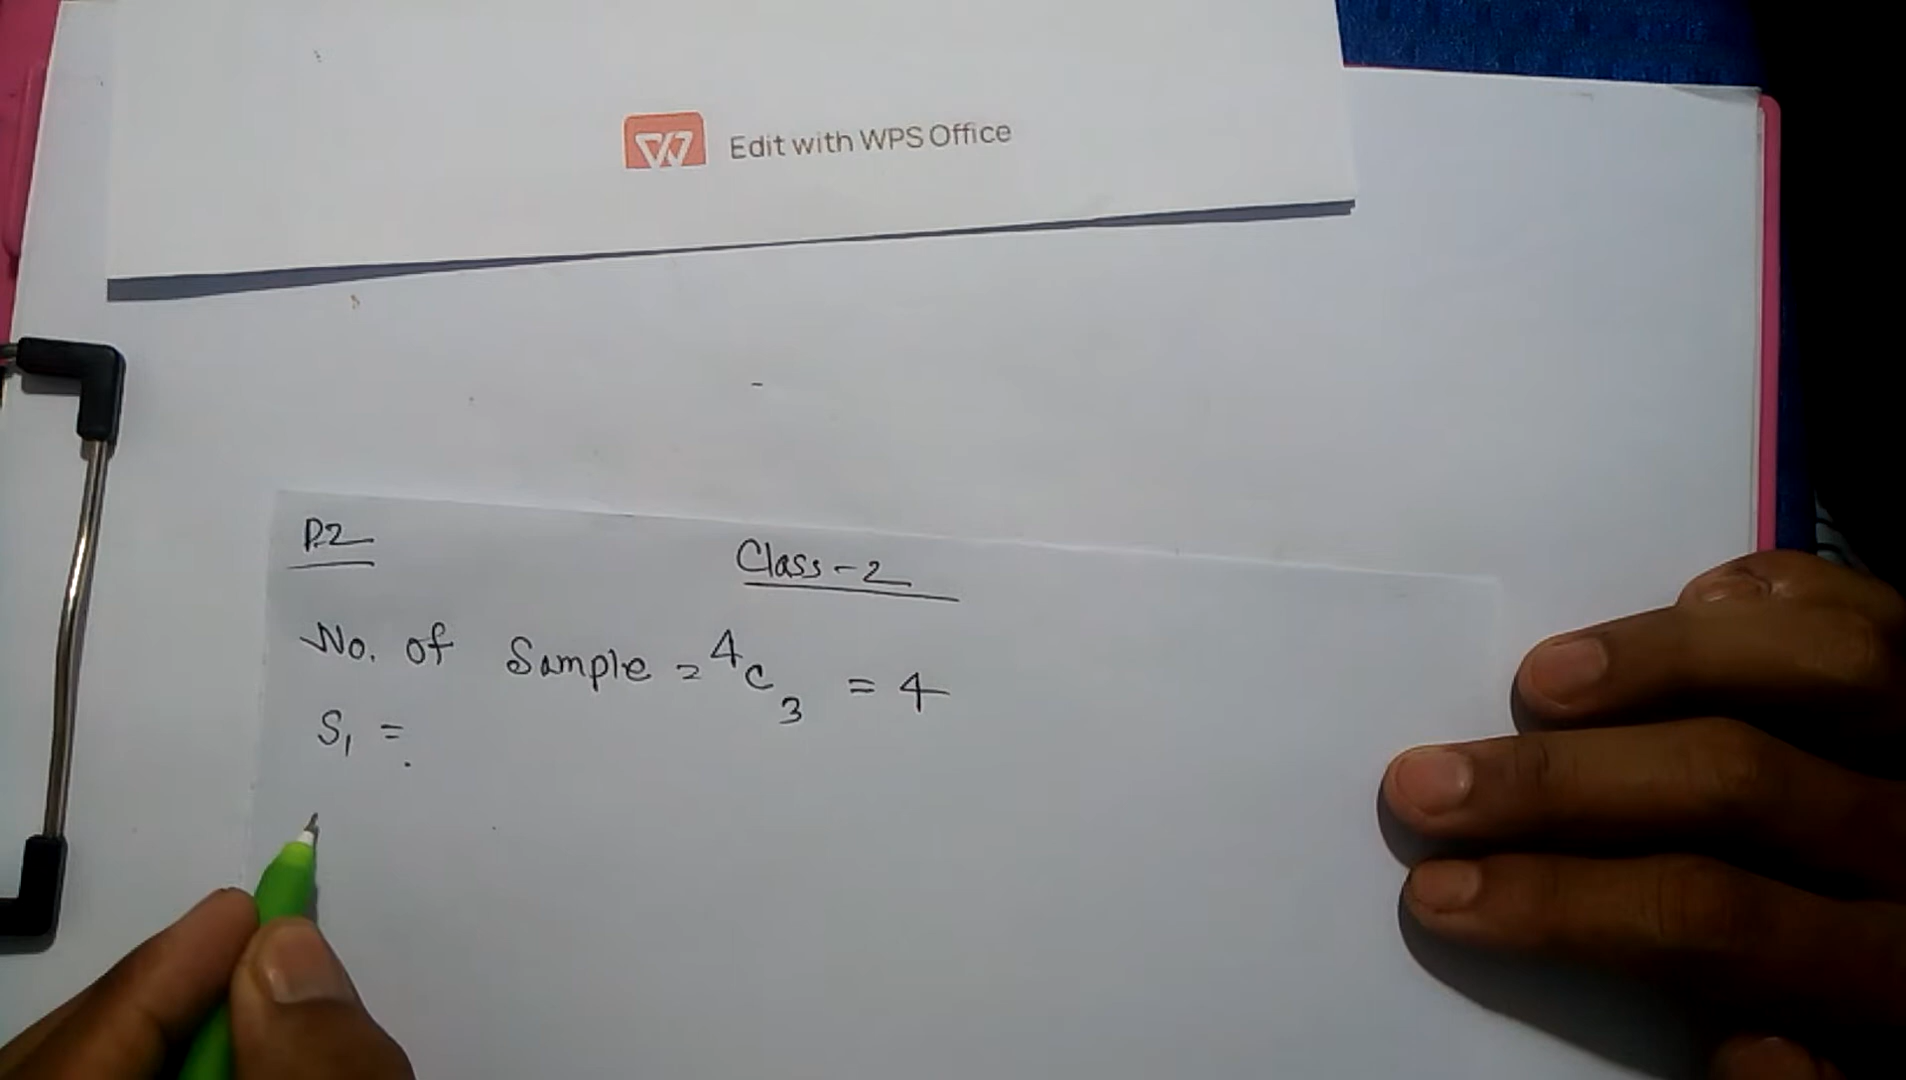 Edit with WPS Office
P.2
Class - 2
No. of Sample = ⁴C₃ = 4
S₁ =